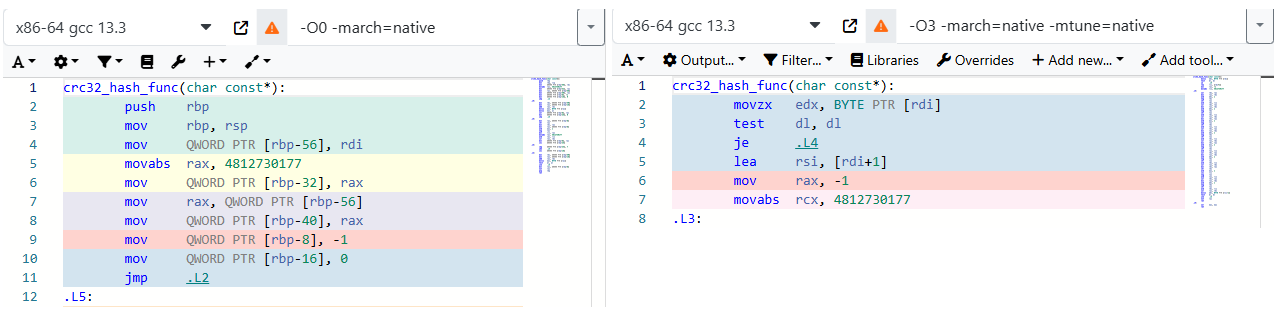 x86-64 gcc 13.3 -O0 -march=native
A
1 crc32_hash_func(char const*):
2 push rbp
3 mov rbp, rsp
4 mov QWORD PTR [rbp-56], rdi
5 movabs rax, 4812730177
6 mov QWORD PTR [rbp-32], rax
7 mov rax, QWORD PTR [rbp-56]
8 mov QWORD PTR [rbp-40], rax
9 mov QWORD PTR [rbp-8], -1
10 mov QWORD PTR [rbp-16], 0
11 jmp .L2
12 .L5:
x86-64 gcc 13.3 -O3 -march=native -mtune=native
A Output... Filter... Libraries Overrides + Add new... Add tool...
1 crc32_hash_func(char const*):
2 movzx edx, BYTE PTR [rdi]
3 test dl, dl
4 je .L4
5 lea rsi, [rdi+1]
6 mov rax, -1
7 movabs rcx, 4812730177
8 .L3: